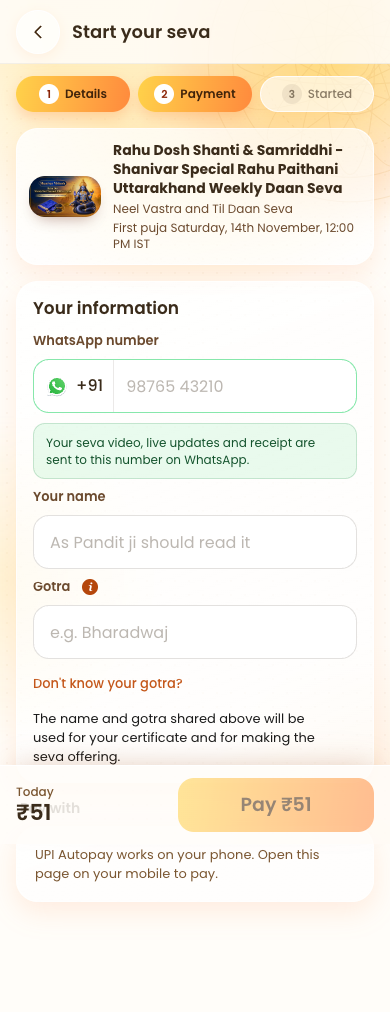 Start your seva
1 Details
2 Payment
3 Started
Rahu Dosh Shanti & Samriddhi -
Shanivar Special Rahu Paithani
Uttarakhand Weekly Daan Seva
Neel Vastra and Til Daan Seva
First puja Saturday, 14th November, 12:00
PM IST
Your information
WhatsApp number
+91 98765 43210
Your seva video, live updates and receipt are
sent to this number on WhatsApp.
Your name
As Pandit ji should read it
Gotra i
e.g. Bharadwaj
Don't know your gotra?
The name and gotra shared above will be
used for your certificate and for making the
seva offering.
Today
₹51
with
Pay ₹51
UPI Autopay works on your phone. Open this
page on your mobile to pay.